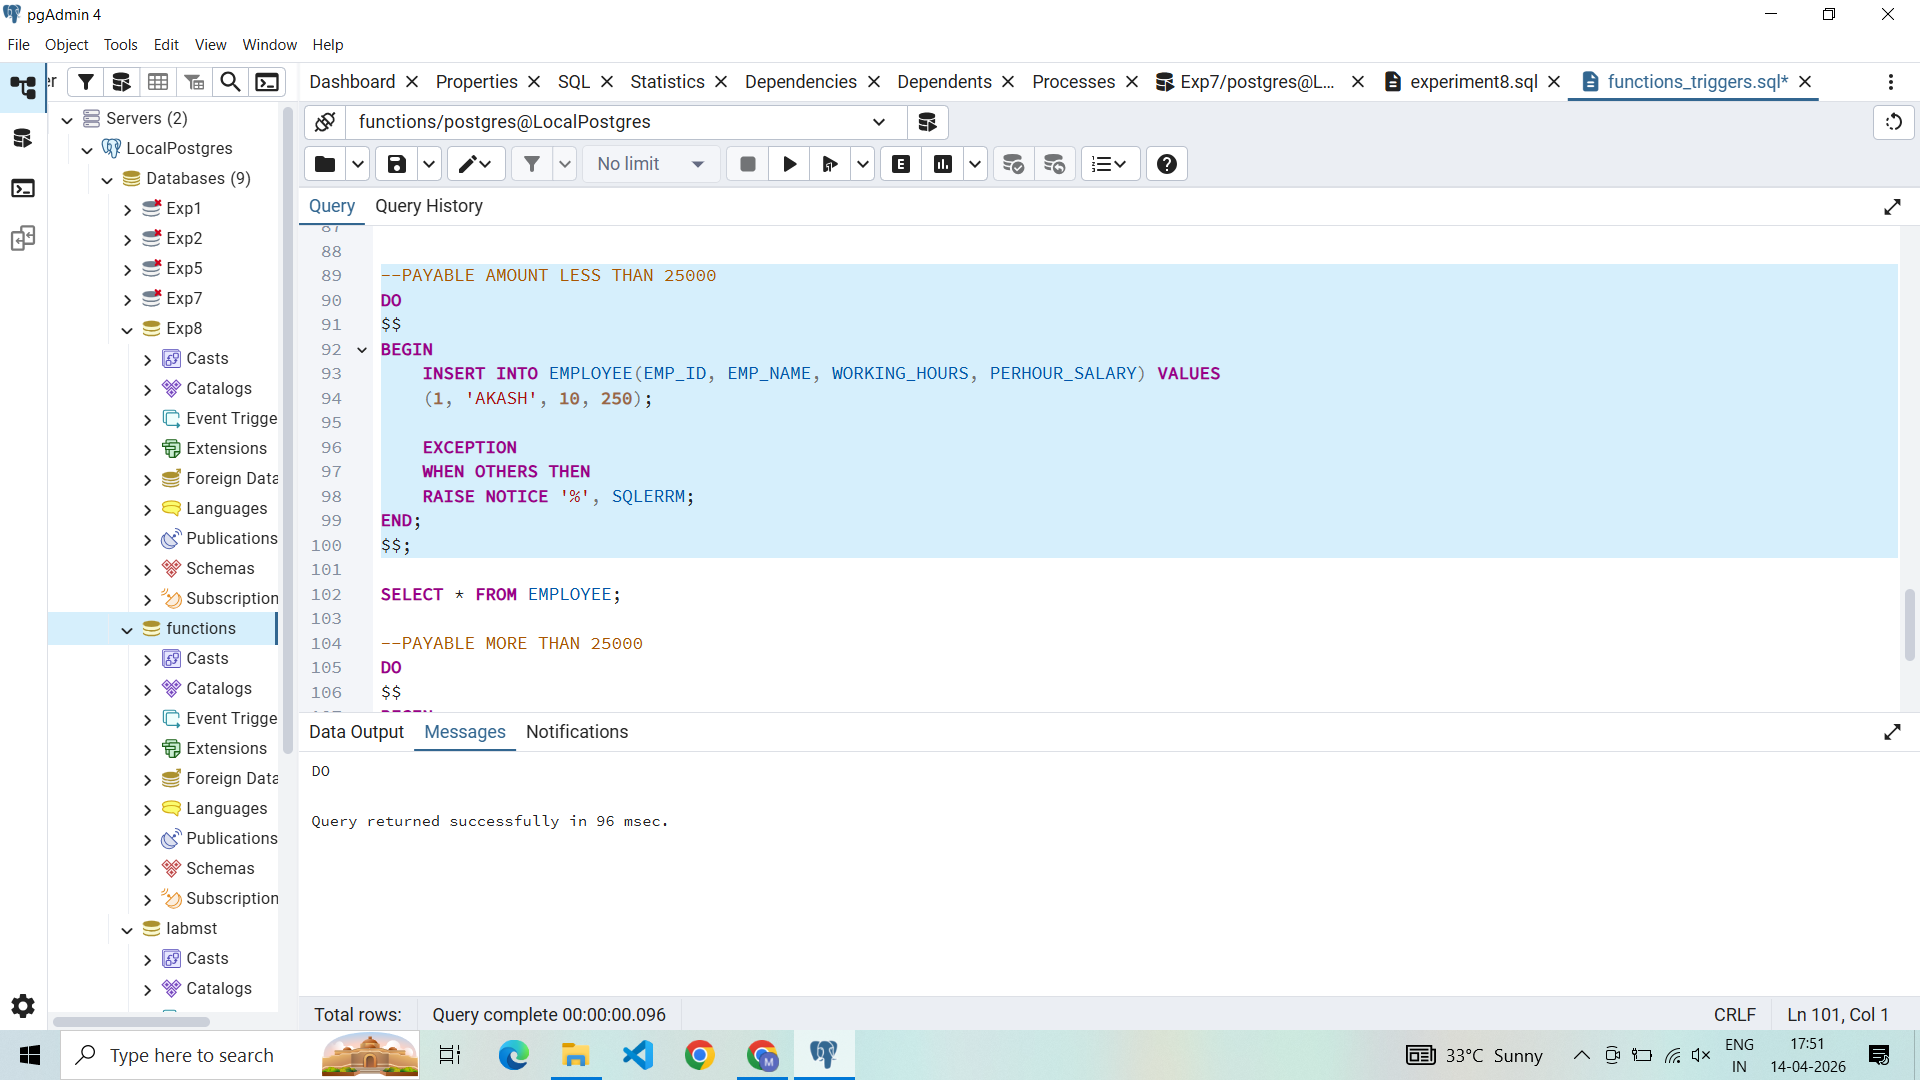 pgAdmin 4
File Object Tools Edit View Window Help
er
Dashboard Properties SQL Statistics Dependencies Dependents Processes Exp7/postgres@L... experiment8.sql functions_triggers.sql*
Servers (2)
LocalPostgres
Databases (9)
Exp1
Exp2
Exp5
Exp7
Exp8
Casts
Catalogs
Event Trigge
Extensions
Foreign Data
Languages
Publications
Schemas
Subscription
functions
Casts
Catalogs
Event Trigge
Extensions
Foreign Data
Languages
Publications
Schemas
Subscription
labmst
Casts
Catalogs
functions/postgres@LocalPostgres
No limit
E
Query Query History
87
88
89 --PAYABLE AMOUNT LESS THAN 25000
90 DO
91 $$
92 BEGIN
93 INSERT INTO EMPLOYEE(EMP_ID, EMP_NAME, WORKING_HOURS, PERHOUR_SALARY) VALUES
94 (1, 'AKASH', 10, 250);
95
96 EXCEPTION
97 WHEN OTHERS THEN
98 RAISE NOTICE '%', SQLERRM;
99 END;
100 $$;
101
102 SELECT * FROM EMPLOYEE;
103
104 --PAYABLE MORE THAN 25000
105 DO
106 $$
107 BEGIN
Data Output Messages Notifications
DO
Query returned successfully in 96 msec.
Total rows: Query complete 00:00:00.096 CRLF Ln 101, Col 1
Type here to search
M
33°C Sunny
ENG
IN
17:51
14-04-2026